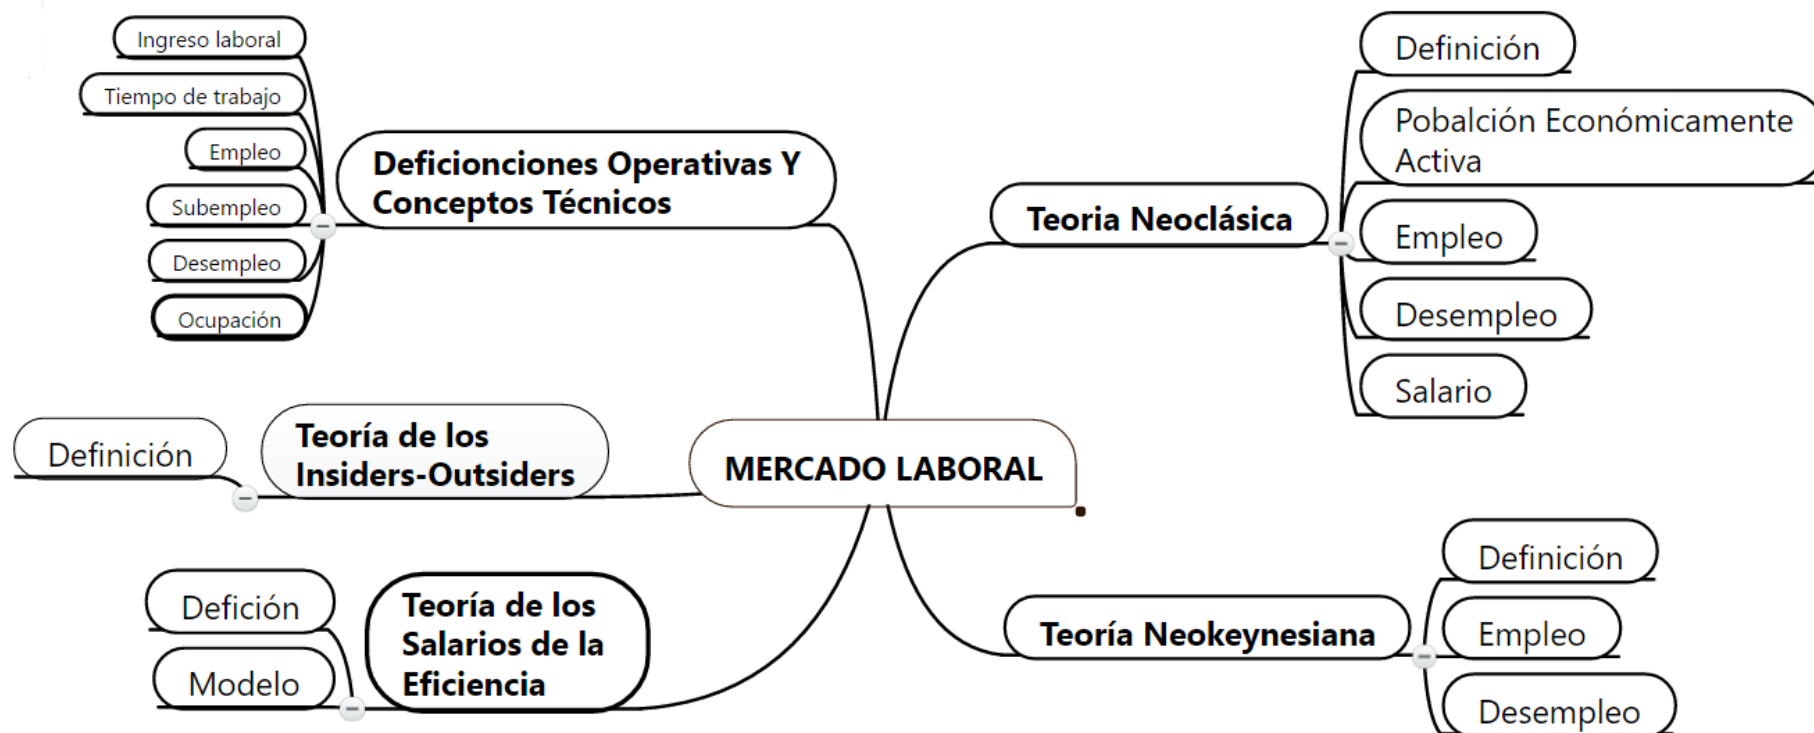 Ingreso laboral
Tiempo de trabajo
Empleo
Subempleo
Desempleo
Ocupación
Deficionciones Operativas Y
Conceptos Técnicos
Teoria Neoclásica
Definición
Pobalción Económicamente
Activa
Empleo
Desempleo
Salario
Definición
Teoría de los
Insiders-Outsiders
MERCADO LABORAL
Defición
Modelo
Teoría de los
Salarios de la
Eficiencia
Teoría Neokeynesiana
Definición
Empleo
Desempleo